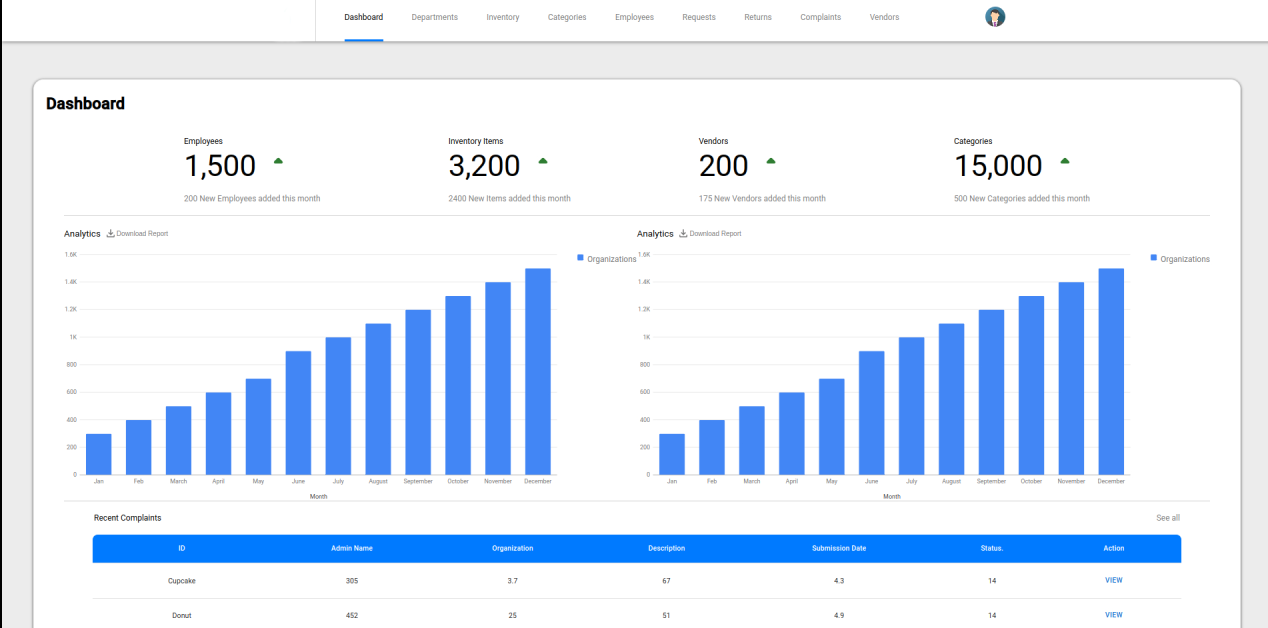 Dashboard Departments Inventory Categories Employees Requests Returns Complaints Vendors
Dashboard
Employees
1,500
200 New Employees added this month
Inventory Items
3,200
2400 New Items added this month
Vendors
200
175 New Vendors added this month
Categories
15,000
500 New Categories added this month
Analytics Download Report
Organizations
1.6K
1.4K
1.2K
1K
800
600
400
200
0
Jan Feb March April May June July August September October November December
Month
Analytics Download Report
Organizations
1.6K
1.4K
1.2K
1K
800
600
400
200
0
Jan Feb March April May June July August September October November December
Month
Recent Complaints See all
ID Admin Name Organization Description Submission Date Status. Action
Cupcake 305 3.7 67 4.3 14 VIEW
Donut 452 25 51 4.9 14 VIEW